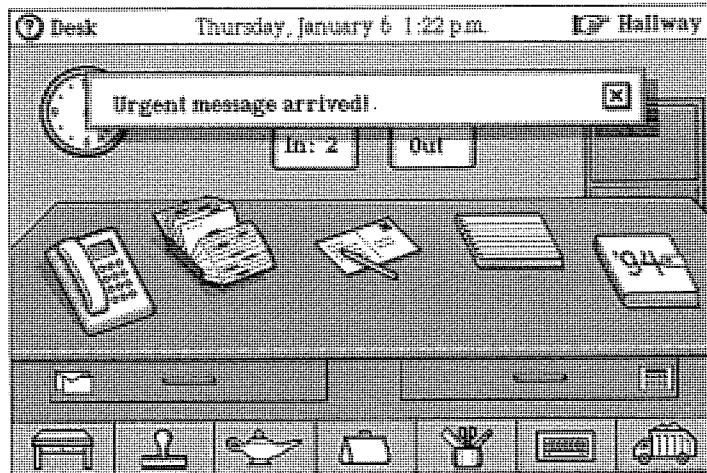 ? Desk Thursday, January 6 1:22 p.m. Hallway
Urgent message arrived!
In: 2 Out
'94